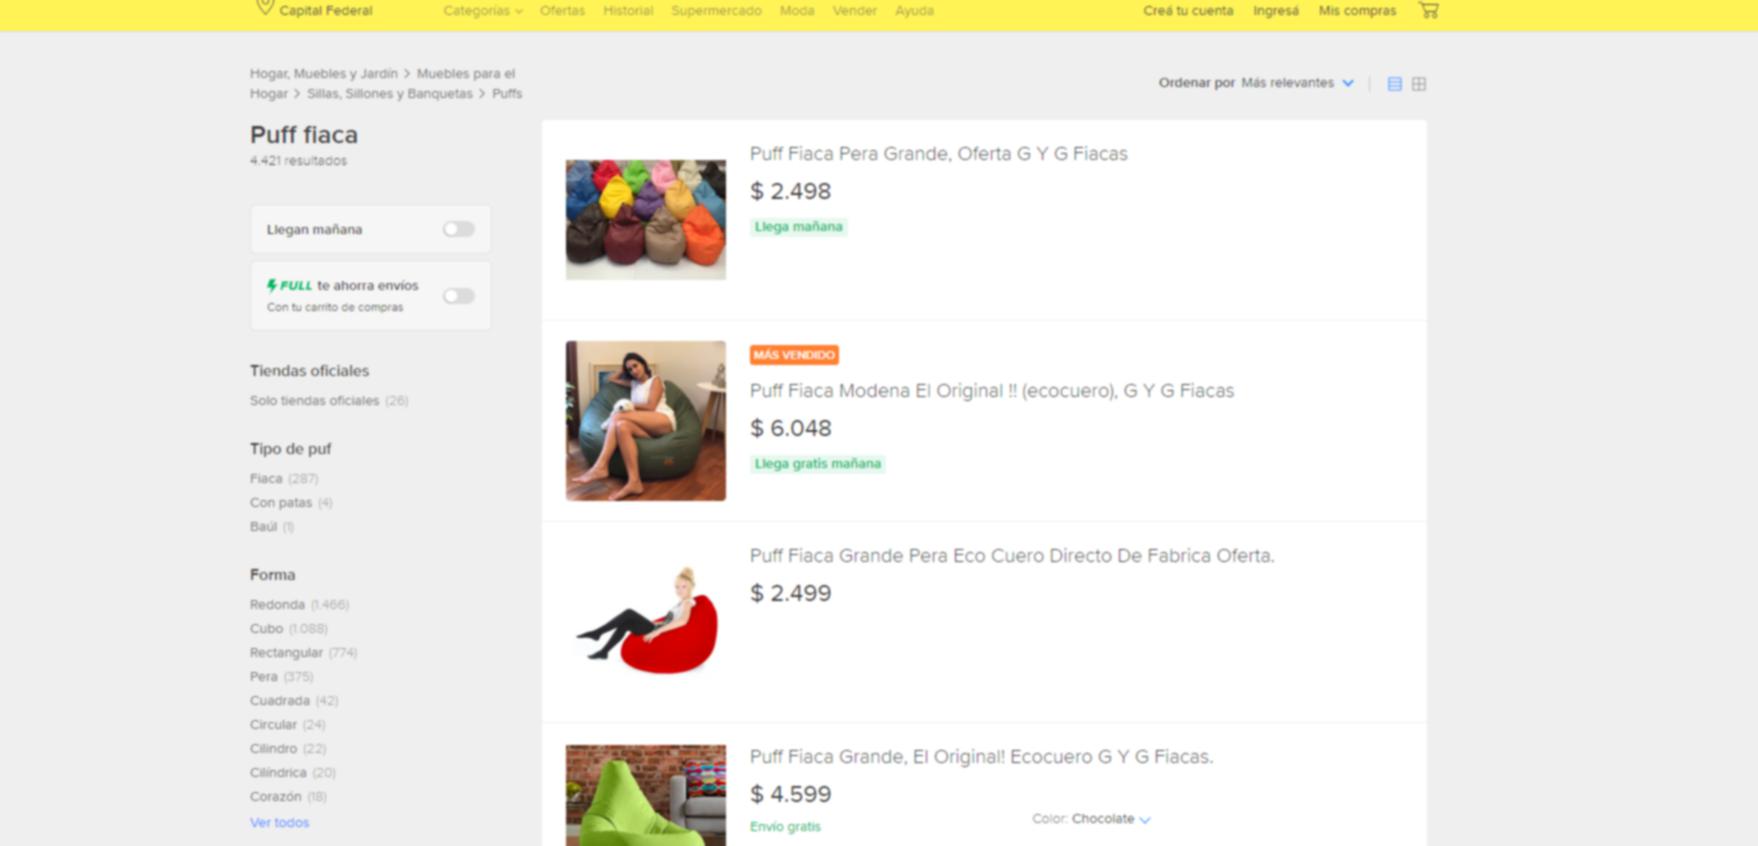 Capital Federal
Categorías Ofertas Historial Supermercado Moda Vender Ayuda
Creá tu cuenta Ingresá Mis compras
Hogar, Muebles y Jardín > Muebles para el
Hogar > Sillas, Sillones y Banquetas > Puffs
Ordenar por Más relevantes
Puff fiaca
4.421 resultados
Llegan mañana
FULL te ahorra envíos
Con tu carrito de compras
Tiendas oficiales
Solo tiendas oficiales (26)
Tipo de puf
Fiaca (287)
Con patas (4)
Baúl (1)
Forma
Redonda (1.466)
Cubo (1.088)
Rectangular (774)
Pera (375)
Cuadrada (42)
Circular (24)
Cilindro (22)
Cilíndrica (20)
Corazón (18)
Ver todos
Puff Fiaca Pera Grande, Oferta G Y G Fiacas
$ 2.498
Llega mañana
MÁS VENDIDO
Puff Fiaca Modena El Original !! (ecocuero), G Y G Fiacas
$ 6.048
Llega gratis mañana
Puff Fiaca Grande Pera Eco Cuero Directo De Fabrica Oferta.
$ 2.499
Puff Fiaca Grande, El Original! Ecocuero G Y G Fiacas.
$ 4.599
Envío gratis
Color: Chocolate